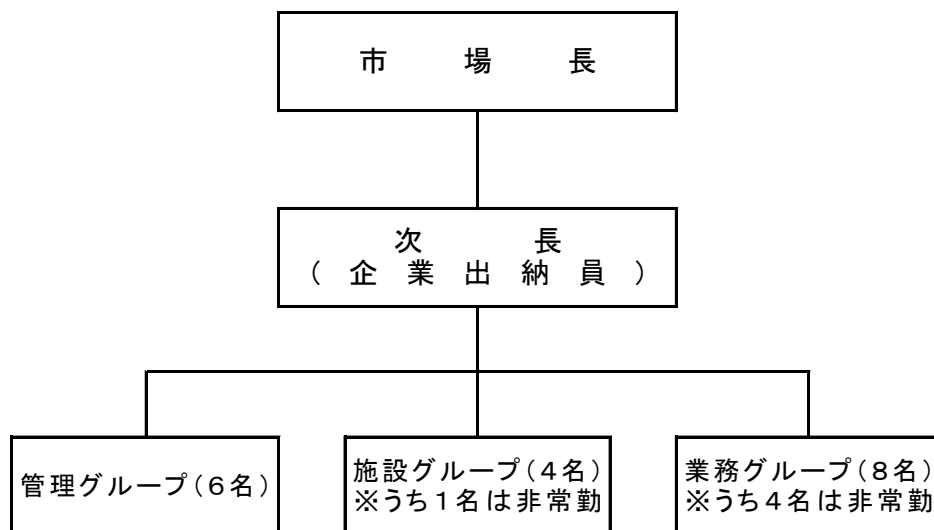 市場長
次長
(企業出納員)
管理グループ(6名)
施設グループ(4名)
※うち1名は非常勤
業務グループ(8名)
※うち4名は非常勤